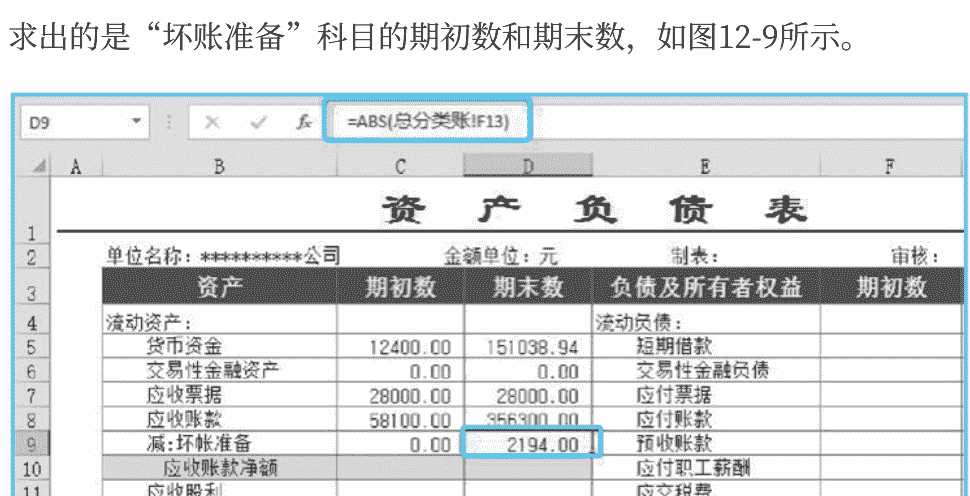 求出的是“坏账准备”科目的期初数和期末数，如图12-9所示。
D9 fx =ABS(总分类账!F13)
A B C D E F
1 资 产 负 债 表
2 单位名称：**********公司 金额单位：元 制表： 审核：
3 资产 期初数 期末数 负债及所有者权益 期初数
4 流动资产： 流动负债：
5 货币资金 12400.00 151038.94 短期借款
6 交易性金融资产 0.00 0.00 交易性金融负债
7 应收票据 28000.00 28000.00 应付票据
8 应收账款 58100.00 356300.00 应付账款
9 减:坏帐准备 0.00 2194.00 预收账款
10 应收账款净额 应付职工薪酬
11 应收股利 应交税费